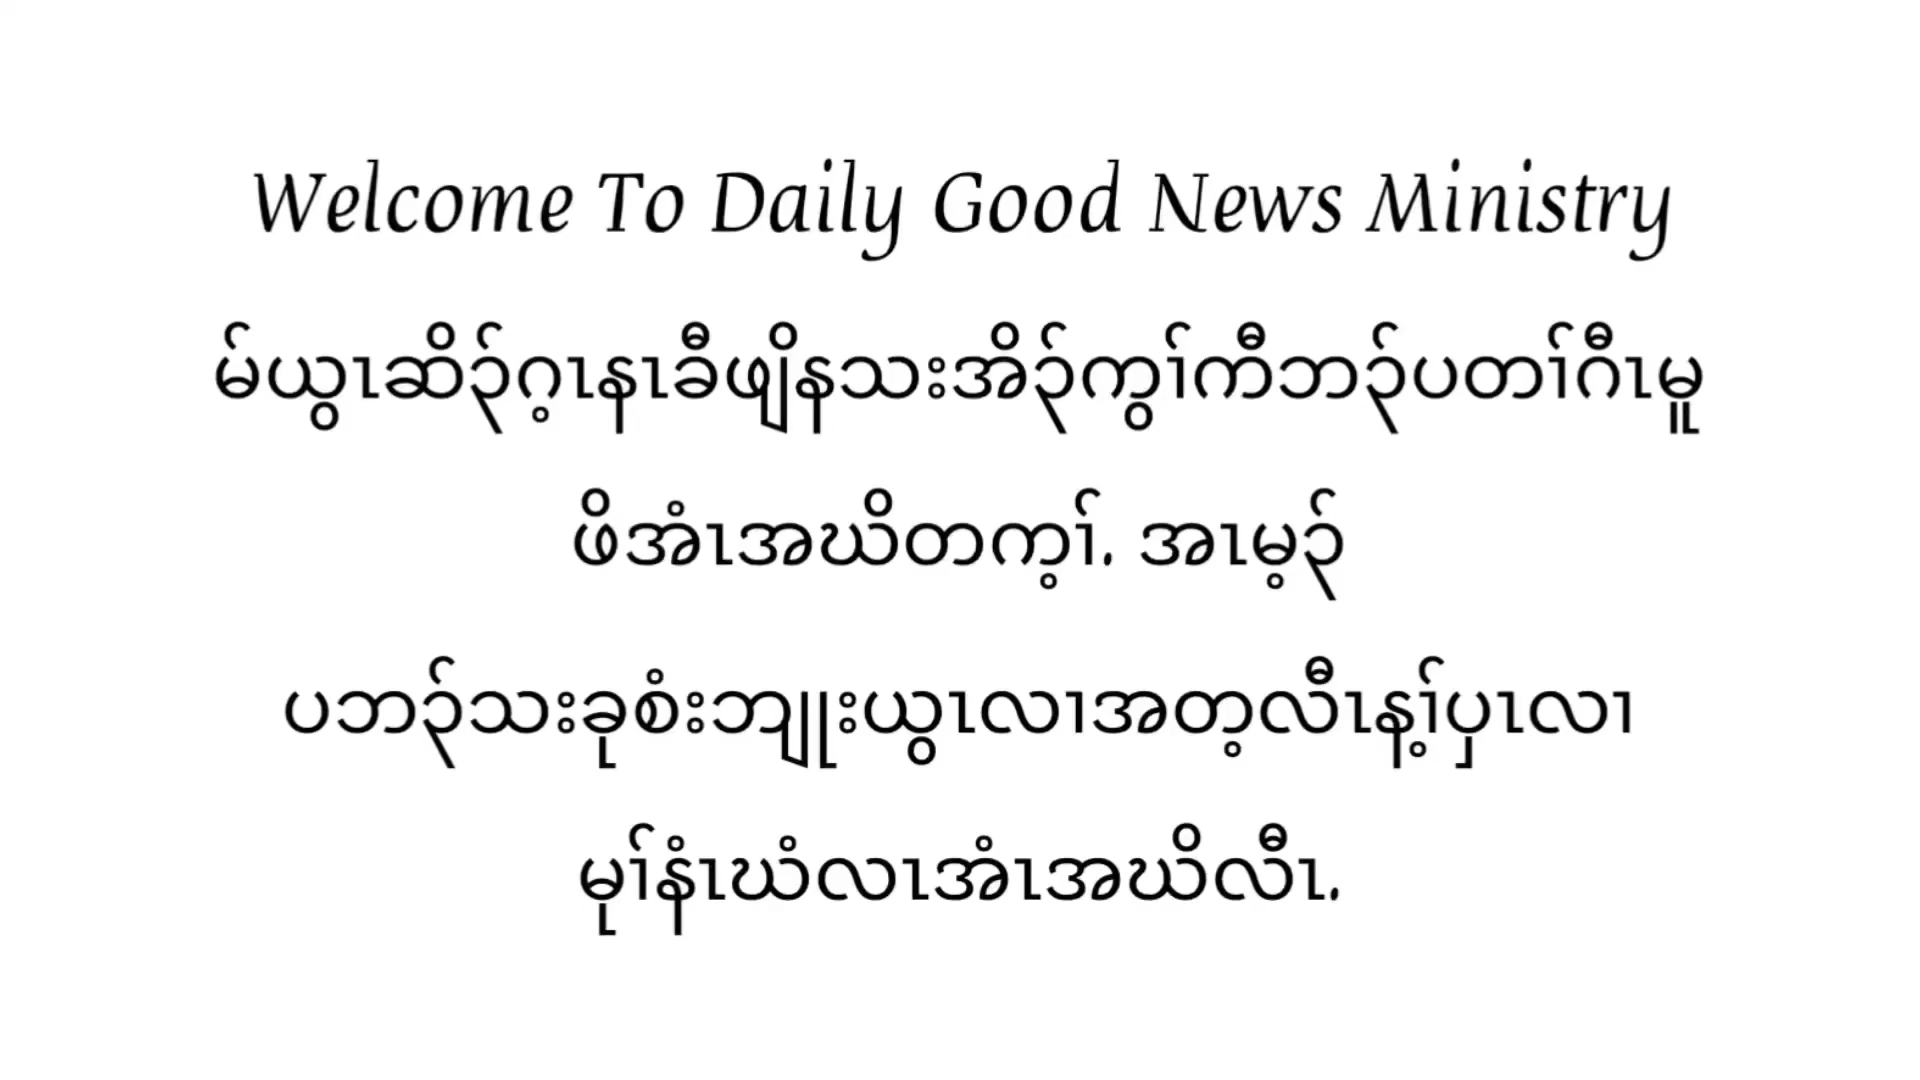 Welcome To Daily Good News Ministry
မ်ယွၤဆိၣ်ဂ့ၤနၤခီဖျိနသးအိၣ်ကွၢ်ကီဘၣ်ပတၢ်ဂီၤမူ
ဖိအံၤအဃိတက့ၢ်. အၤမ့ၣ်
ပဘၣ်သးခုစံးဘျုးယွၤလၢအတ့လီၤန့ၢ်ပှၤလၢ
မုၢ်နံၤဃံလၤအံၤအဃိလီၤ.